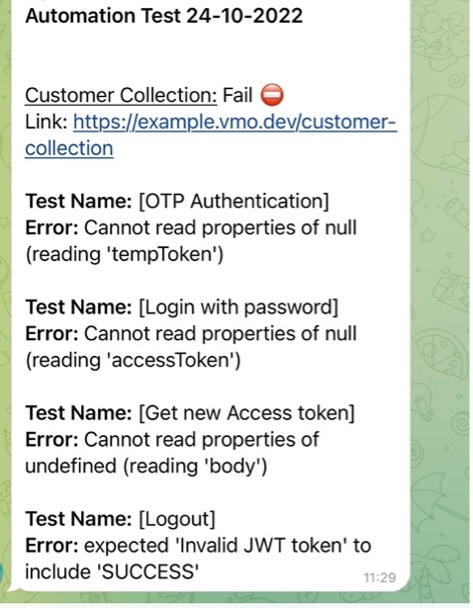 Automation Test 24-10-2022
Customer Collection: Fail ⛔
Link: https://example.vmo.dev/customer-
collection
Test Name: [OTP Authentication]
Error: Cannot read properties of null
(reading 'tempToken')
Test Name: [Login with password]
Error: Cannot read properties of null
(reading 'accessToken')
Test Name: [Get new Access token]
Error: Cannot read properties of
undefined (reading 'body')
Test Name: [Logout]
Error: expected 'Invalid JWT token' to
include 'SUCCESS'
11:29